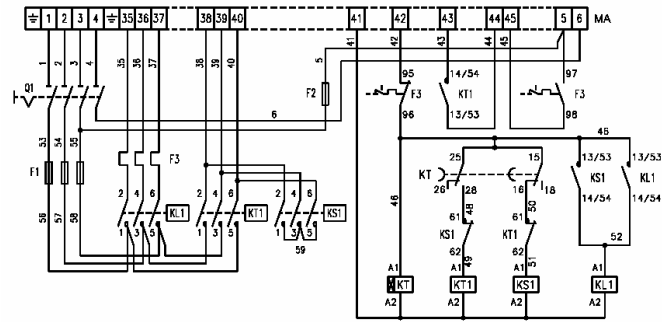 1 2 3 4 35 36 37 38 39 40 41 42 43 44 45 5 6 MA
1 2 3 4 35 36 37 38 39 40 5 41 42 43 44 45
Q1 F2 95 F3 96 14/54 KT1 13/53 97 F3 98
6
53 54 55 46
F1 F3 KT 25 26 28 15 16 18 13/53 KS1 14/54 13/53 KL1 14/54
2 4 6 KL1 2 4 6 KT1 2 4 6 KS1
1 3 5 1 3 5 1 3 5
56 57 58 59 46 48 50 52
61 KS1 62 61 KT1 62
49 51
A1 KT A2 A1 KT1 A2 A1 KS1 A2 A1 KL1 A2